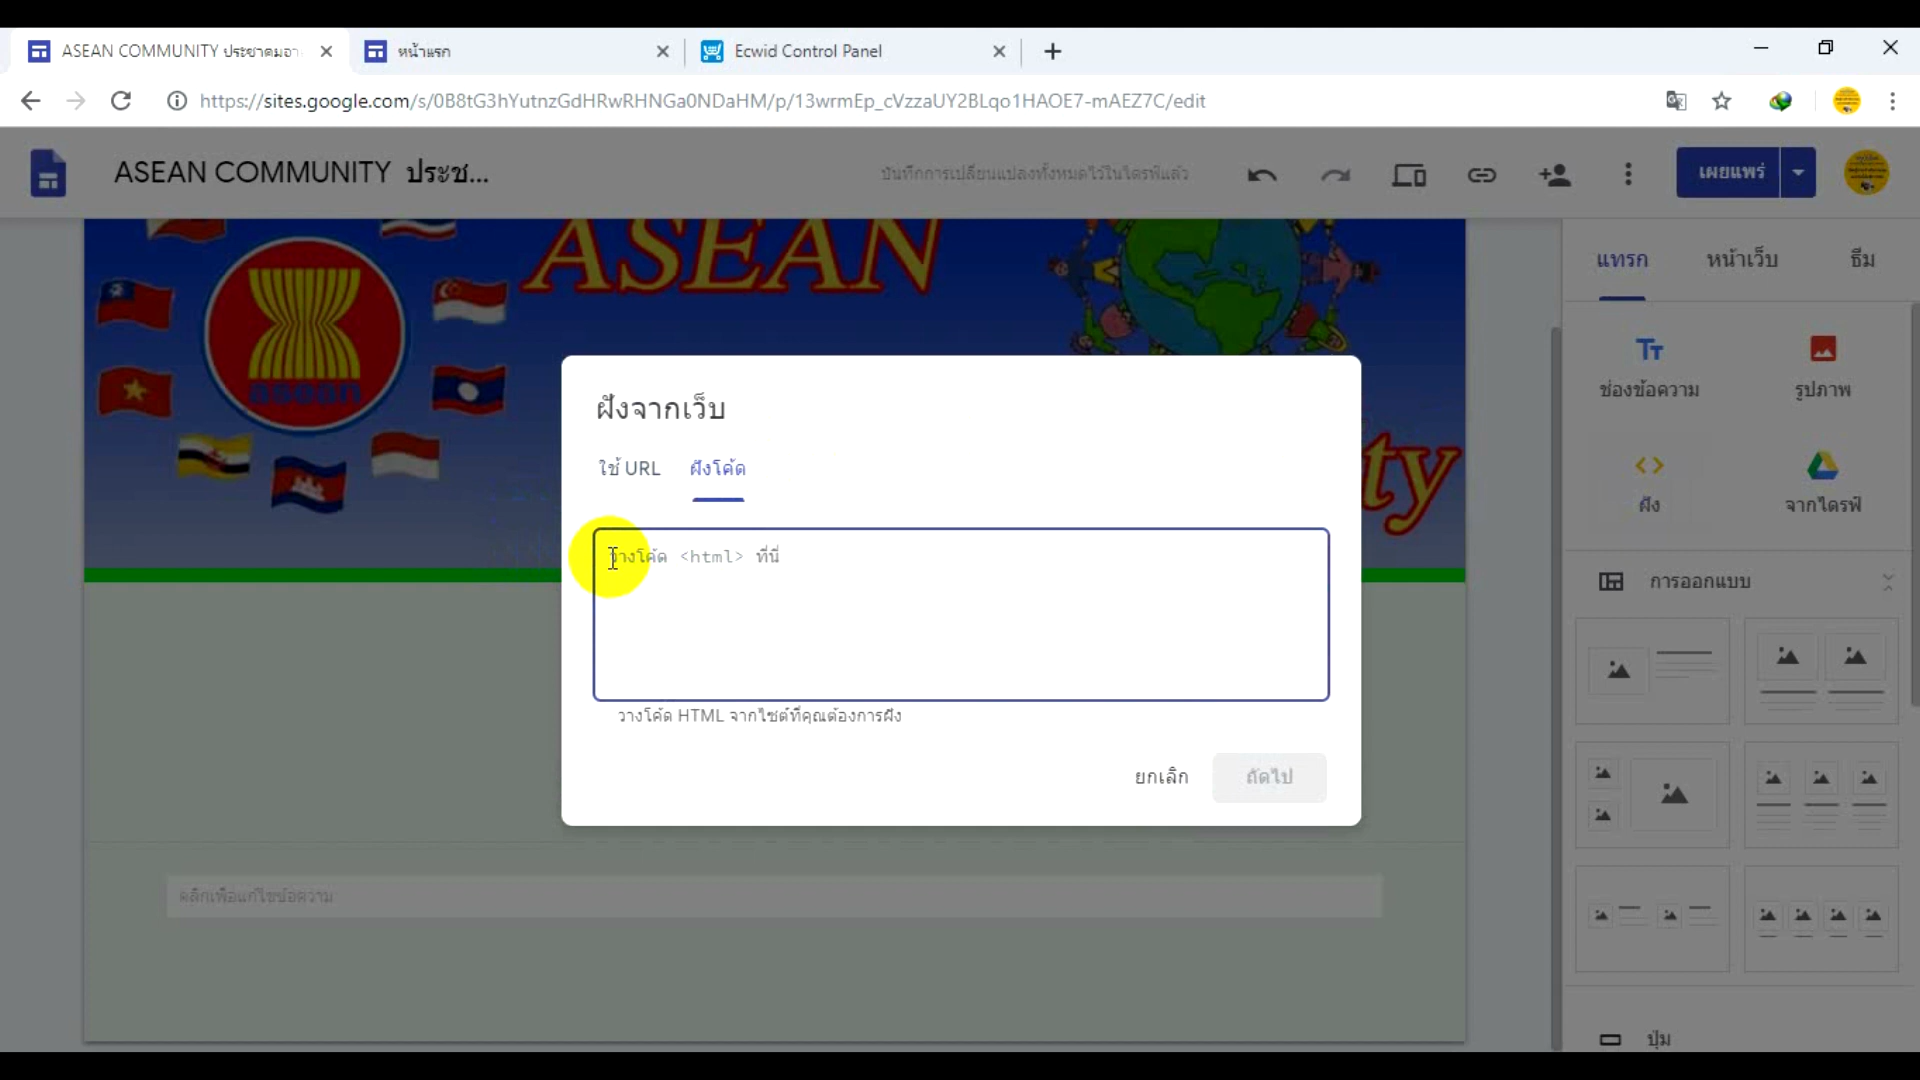 ASEAN COMMUNITY ประชาคมอา
หน้าแรก
Ecwid Control Panel
https://sites.google.com/s/0B8tG3hYutnzGdHRwRHNGa0NDaHM/p/13wrmEp_cVzzaUY2BLqo1HAOE7-mAEZ7C/edit
ASEAN COMMUNITY ประช...
บันทึกการเปลี่ยนแปลงทั้งหมดไว้ในไดรฟ์แล้ว
เผยแพร่
ASEAN
asean
ty
แทรก
หน้าเว็บ
ธีม
ช่องข้อความ
รูปภาพ
ฝัง
จากไดรฟ์
การออกแบบ
ปุ่ม
ฝังจากเว็บ
ใช้ URL
ฝังโค้ด
วางโค้ด <html> ที่นี่
วางโค้ด HTML จากไซต์ที่คุณต้องการฝัง
ยกเลิก
ถัดไป
คลิกเพื่อแก้ไขข้อความ